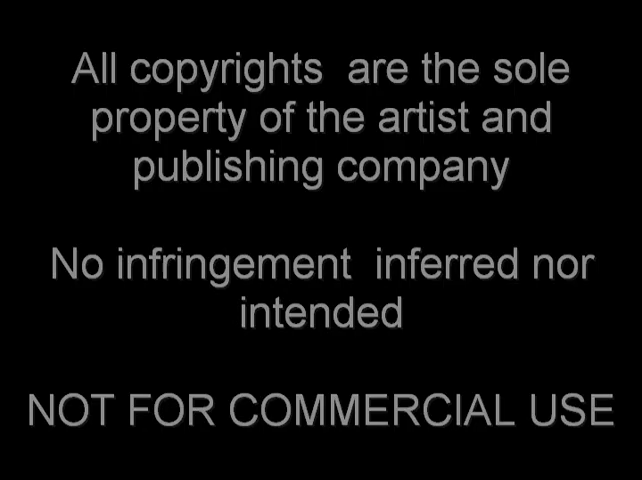 All copyrights  are the sole
property of the artist and
publishing company
No infringement  inferred nor
intended
NOT FOR COMMERCIAL USE